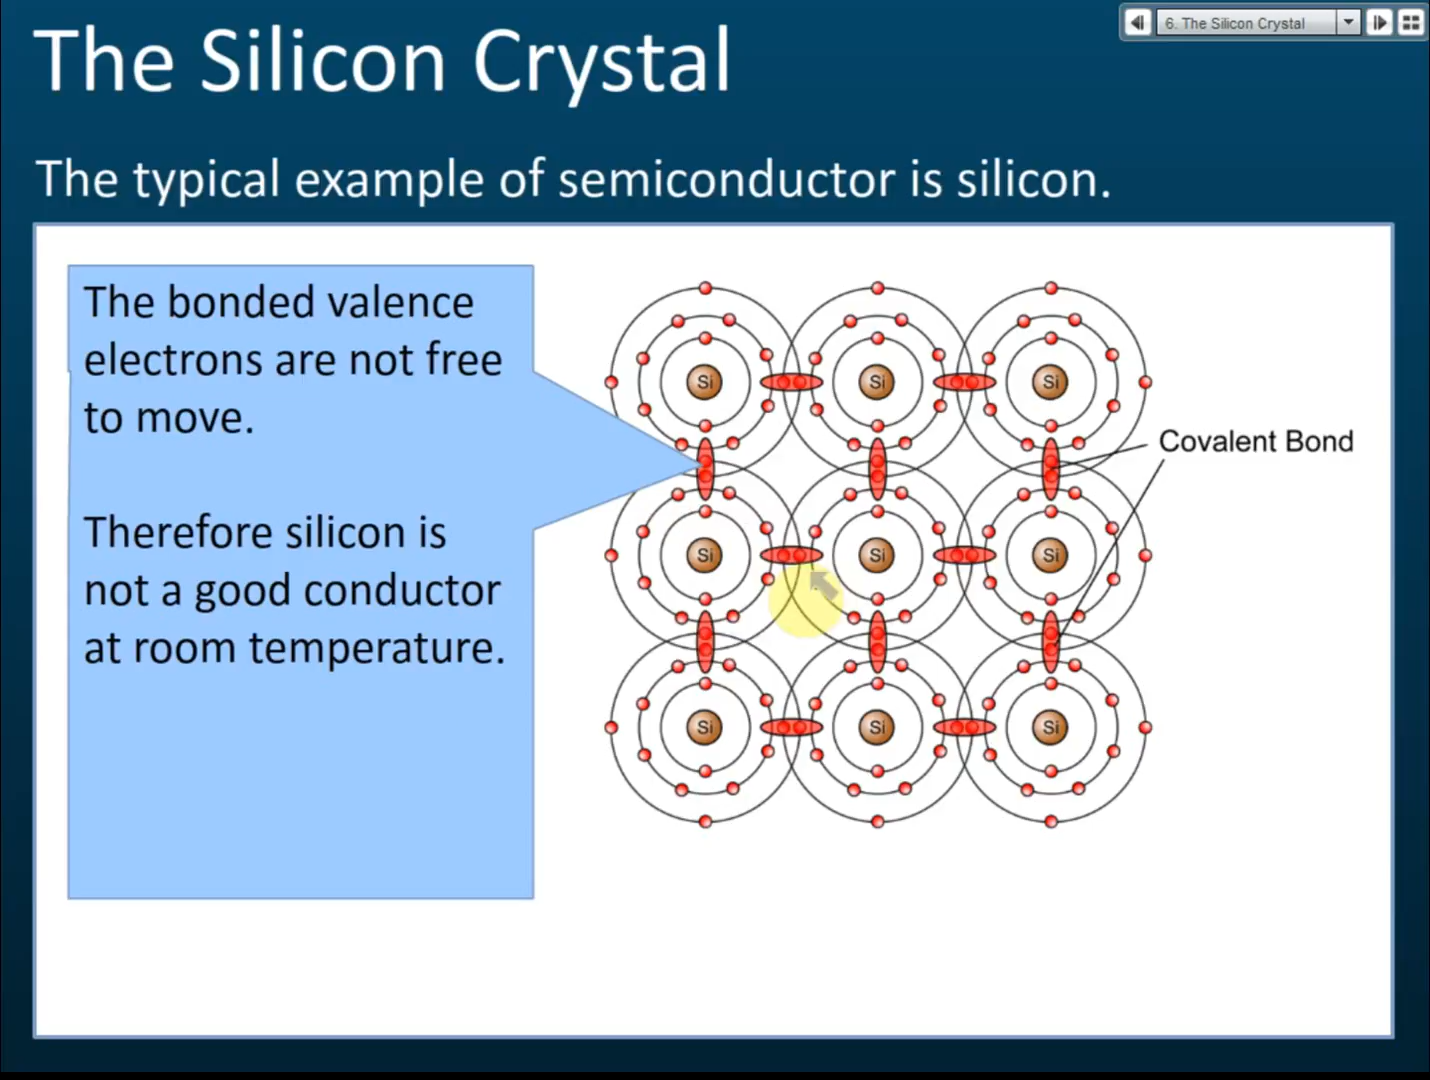 The Silicon Crystal
6. The Silicon Crystal
The typical example of semiconductor is silicon.
The bonded valence
electrons are not free
to move.
Therefore silicon is
not a good conductor
at room temperature.
Si
Si
Si
Covalent Bond
Si
Si
Si
Si
Si
Si